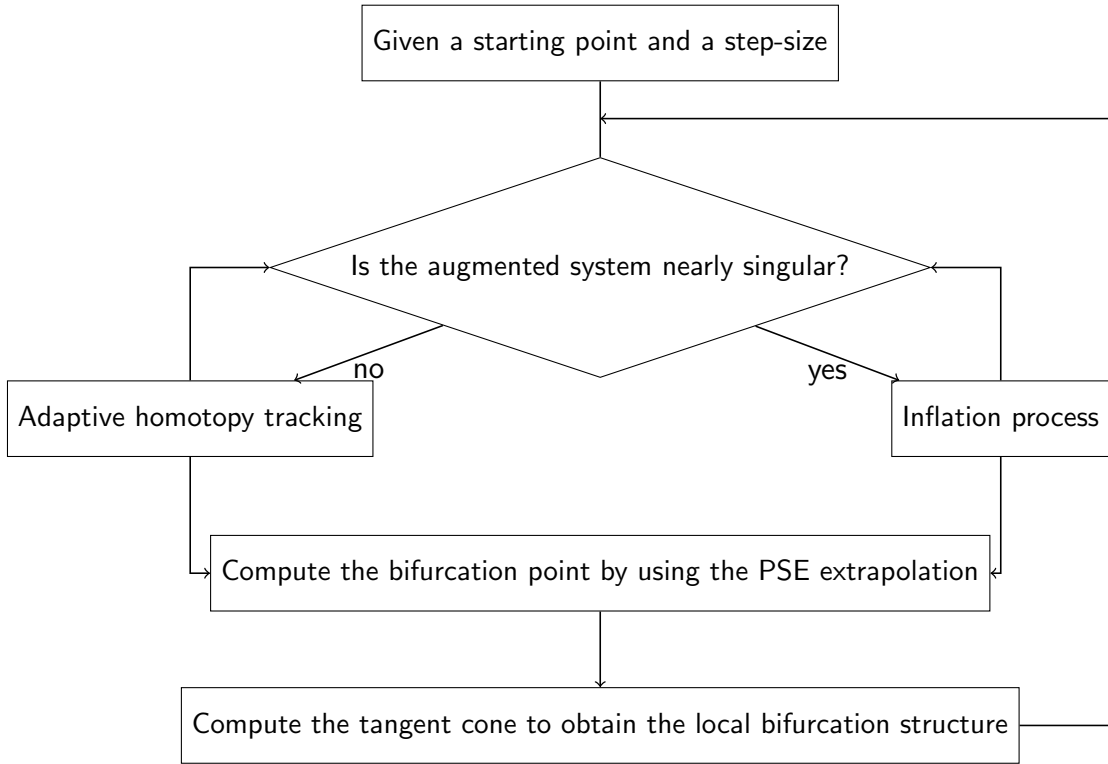 Given a starting point and a step-size
Is the augmented system nearly singular?
no
yes
Adaptive homotopy tracking
Inflation process
Compute the bifurcation point by using the PSE extrapolation
Compute the tangent cone to obtain the local bifurcation structure